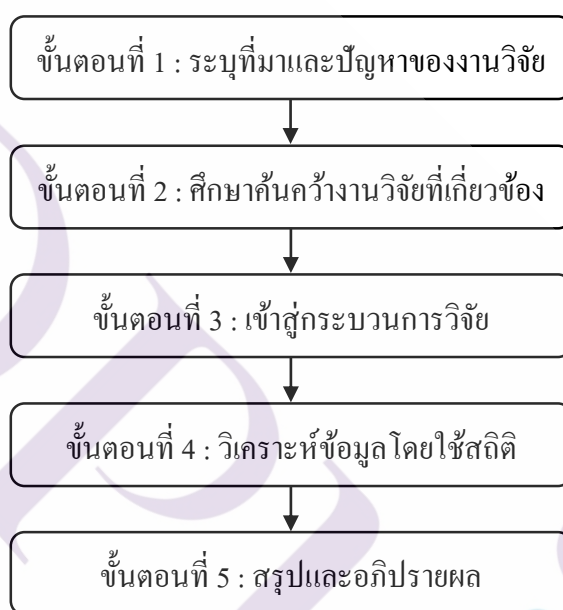 ขั้นตอนที่ 1 : ระบุที่มาและปัญหาของงานวิจัย
ขั้นตอนที่ 2 : ศึกษาค้นคว้างานวิจัยที่เกี่ยวข้อง
ขั้นตอนที่ 3 : เข้าสู่กระบวนการวิจัย
ขั้นตอนที่ 4 : วิเคราะห์ข้อมูลโดยใช้สถิติ
ขั้นตอนที่ 5 : สรุปและอภิปรายผล